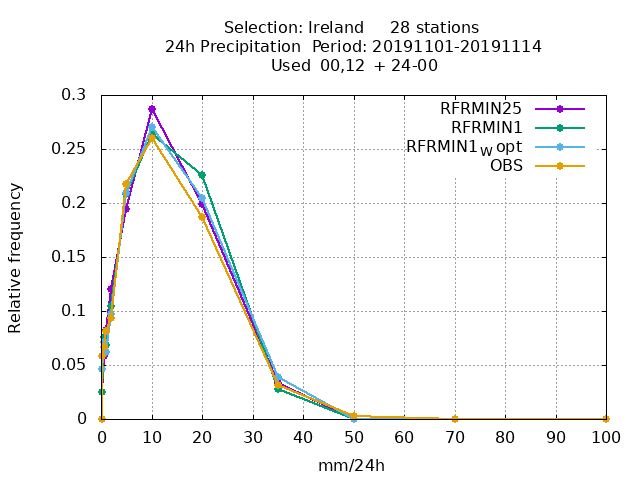 Selection: Ireland 28 stations
24h Precipitation Period: 20191101-20191114
Used 00,12 + 24-00
RFRMIN25
RFRMIN1
RFRMIN1_W opt
OBS
Relative frequency
0.3
0.25
0.2
0.15
0.1
0.05
0
0 10 20 30 40 50 60 70 80 90 100
mm/24h